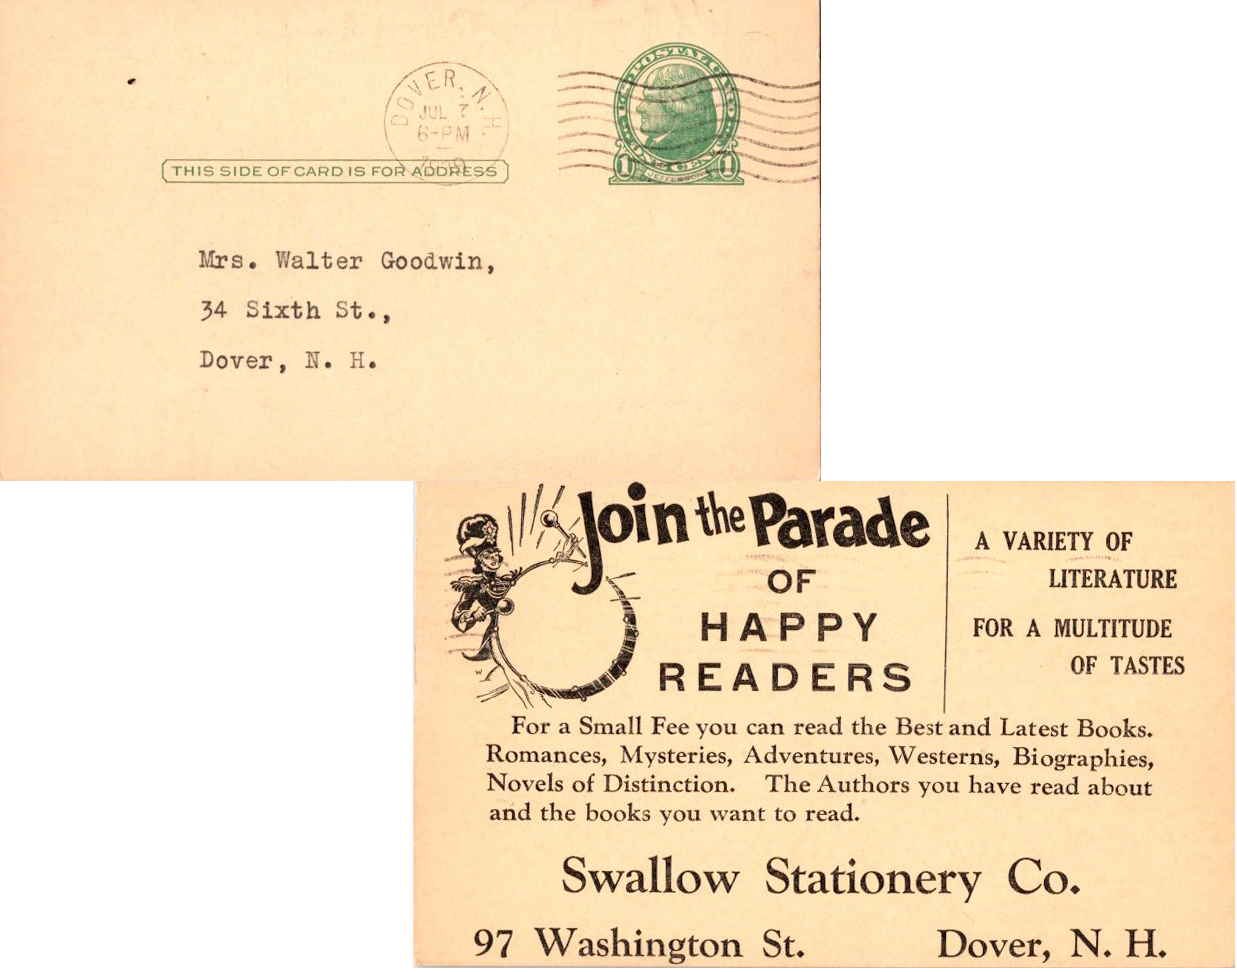 DOVER, N.H.
JUL 7
6-PM
U·S·POSTAL CARD
ONE CENT
1 JEFFERSON 1
THIS SIDE OF CARD IS FOR ADDRESS
Mrs. Walter Goodwin,
34 Sixth St.,
Dover, N. H.
Join the Parade
OF
HAPPY
READERS
A VARIETY OF
LITERATURE
FOR A MULTITUDE
OF TASTES
For a Small Fee you can read the Best and Latest Books.
Romances, Mysteries, Adventures, Westerns, Biographies,
Novels of Distinction. The Authors you have read about
and the books you want to read.
Swallow Stationery Co.
97 Washington St. Dover, N. H.